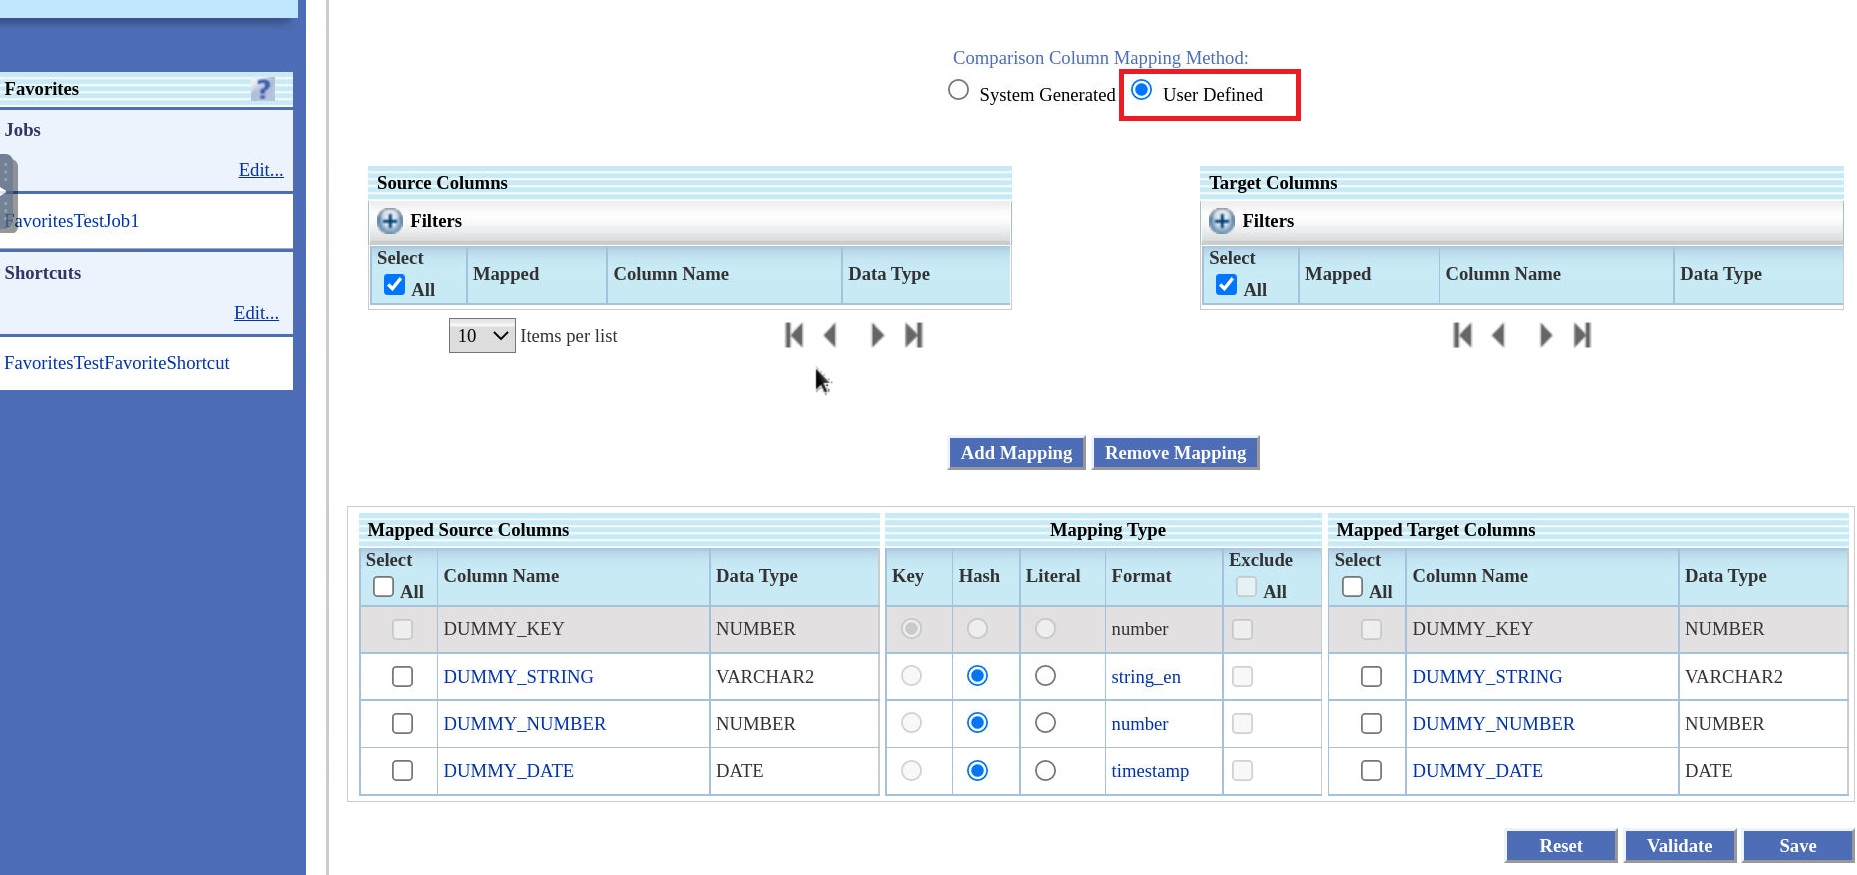 Comparison Column Mapping Method:
System Generated User Defined
Favorites ?
Jobs
Edit...
FavoritesTestJob1
Shortcuts
Edit...
FavoritesTestFavoriteShortcut
Source Columns
Filters
Select All Mapped Column Name Data Type
10 Items per list
Target Columns
Filters
Select All Mapped Column Name Data Type
Add Mapping Remove Mapping
Mapped Source Columns Mapping Type Mapped Target Columns
Select All Column Name Data Type Key Hash Literal Format Exclude All Select All Column Name Data Type
DUMMY_KEY NUMBER number DUMMY_KEY NUMBER
DUMMY_STRING VARCHAR2 string_en DUMMY_STRING VARCHAR2
DUMMY_NUMBER NUMBER number DUMMY_NUMBER NUMBER
DUMMY_DATE DATE timestamp DUMMY_DATE DATE
Reset Validate Save